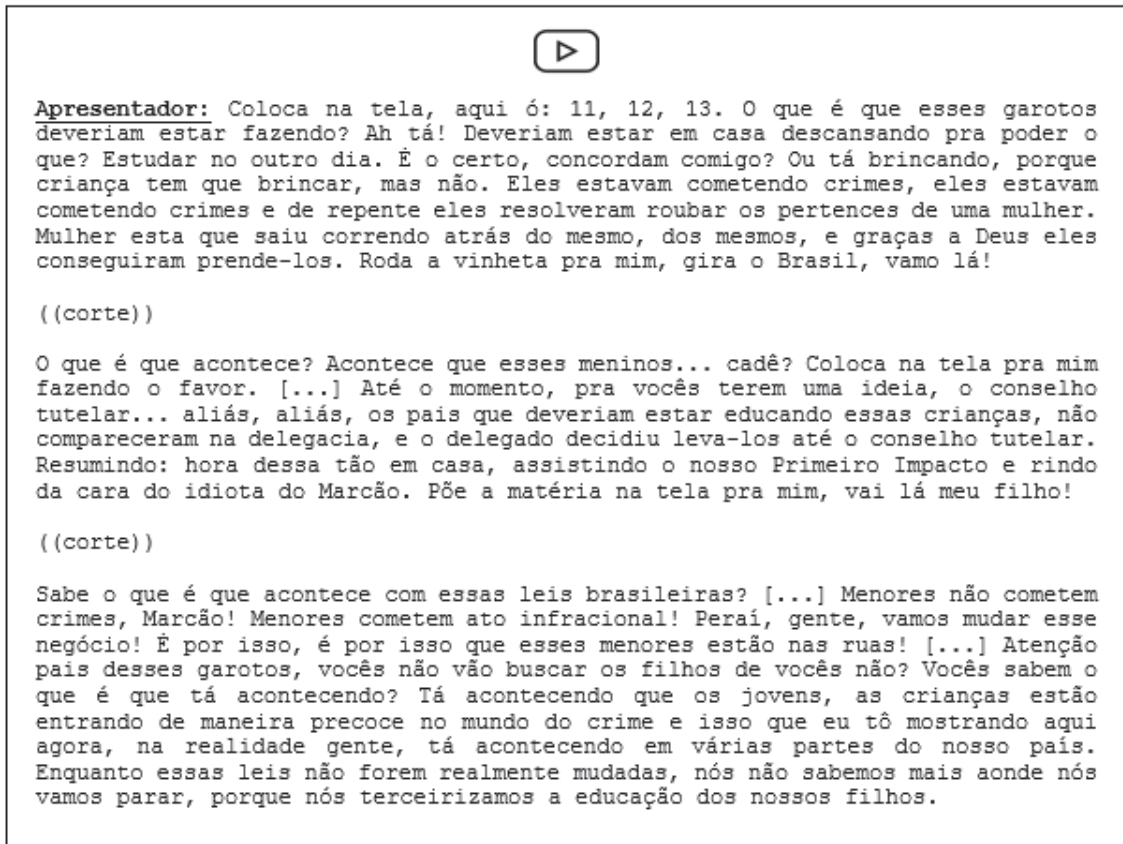 Apresentador: Coloca na tela, aqui ó: 11, 12, 13. O que é que esses garotos
deveriam estar fazendo? Ah tá! Deveriam estar em casa descansando pra poder o
que? Estudar no outro dia. É o certo, concordam comigo? Ou tá brincando, porque
criança tem que brincar, mas não. Eles estavam cometendo crimes, eles estavam
cometendo crimes e de repente eles resolveram roubar os pertences de uma mulher.
Mulher esta que saiu correndo atrás do mesmo, dos mesmos, e graças a Deus eles
conseguiram prende-los. Roda a vinheta pra mim, gira o Brasil, vamo lá!
((corte))
O que é que acontece? Acontece que esses meninos... cadê? Coloca na tela pra mim
fazendo o favor. [...] Até o momento, pra vocês terem uma ideia, o conselho
tutelar... aliás, aliás, os pais que deveriam estar educando essas crianças, não
compareceram na delegacia, e o delegado decidiu leva-los até o conselho tutelar.
Resumindo: hora dessa tão em casa, assistindo o nosso Primeiro Impacto e rindo
da cara do idiota do Marcão. Põe a matéria na tela pra mim, vai lá meu filho!
((corte))
Sabe o que é que acontece com essas leis brasileiras? [...] Menores não cometem
crimes, Marcão! Menores cometem ato infracional! Peraí, gente, vamos mudar esse
negócio! É por isso, é por isso que esses menores estão nas ruas! [...] Atenção
pais desses garotos, vocês não vão buscar os filhos de vocês não? Vocês sabem o
que é que tá acontecendo? Tá acontecendo que os jovens, as crianças estão
entrando de maneira precoce no mundo do crime e isso que eu tô mostrando aqui
agora, na realidade gente, tá acontecendo em várias partes do nosso país.
Enquanto essas leis não forem realmente mudadas, nós não sabemos mais aonde nós
vamos parar, porque nós terceirizamos a educação dos nossos filhos.